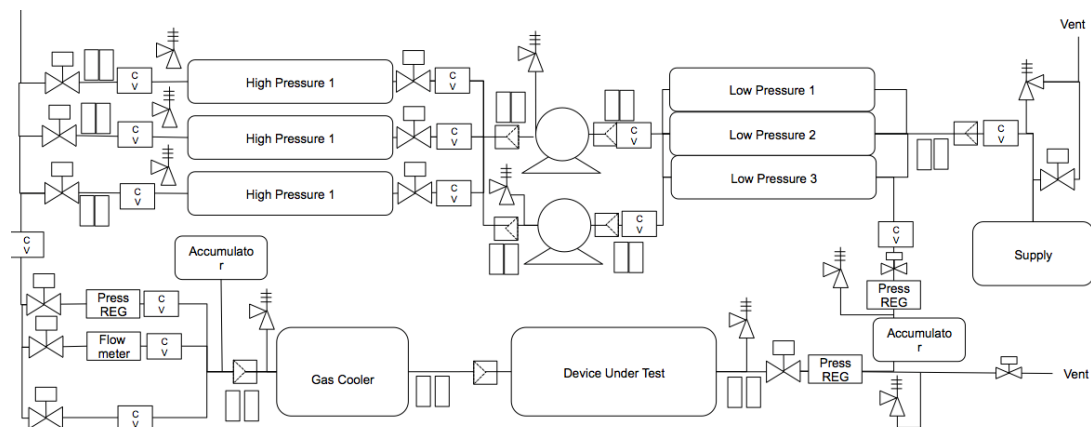 Vent
C
V
High Pressure 1
C
V
Low Pressure 1
C
V
High Pressure 1
C
V
C
V
Low Pressure 2
C
V
C
V
High Pressure 1
C
V
Low Pressure 3
C
V
C
V
C
V
Accumulato
r
Supply
Press
REG
C
V
Press
REG
Flow
meter
C
V
Accumulato
r
Gas Cooler
Device Under Test
Press
REG
Vent
C
V